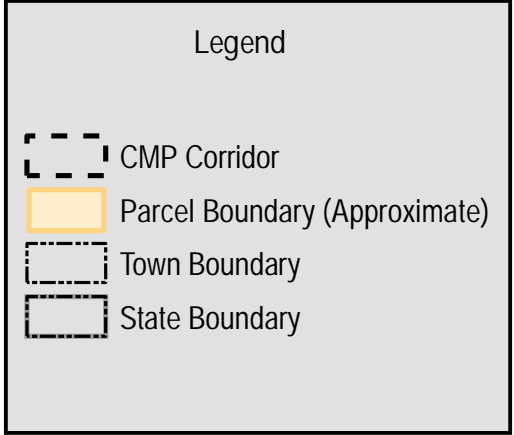 Legend
CMP Corridor
Parcel Boundary (Approximate)
Town Boundary
State Boundary